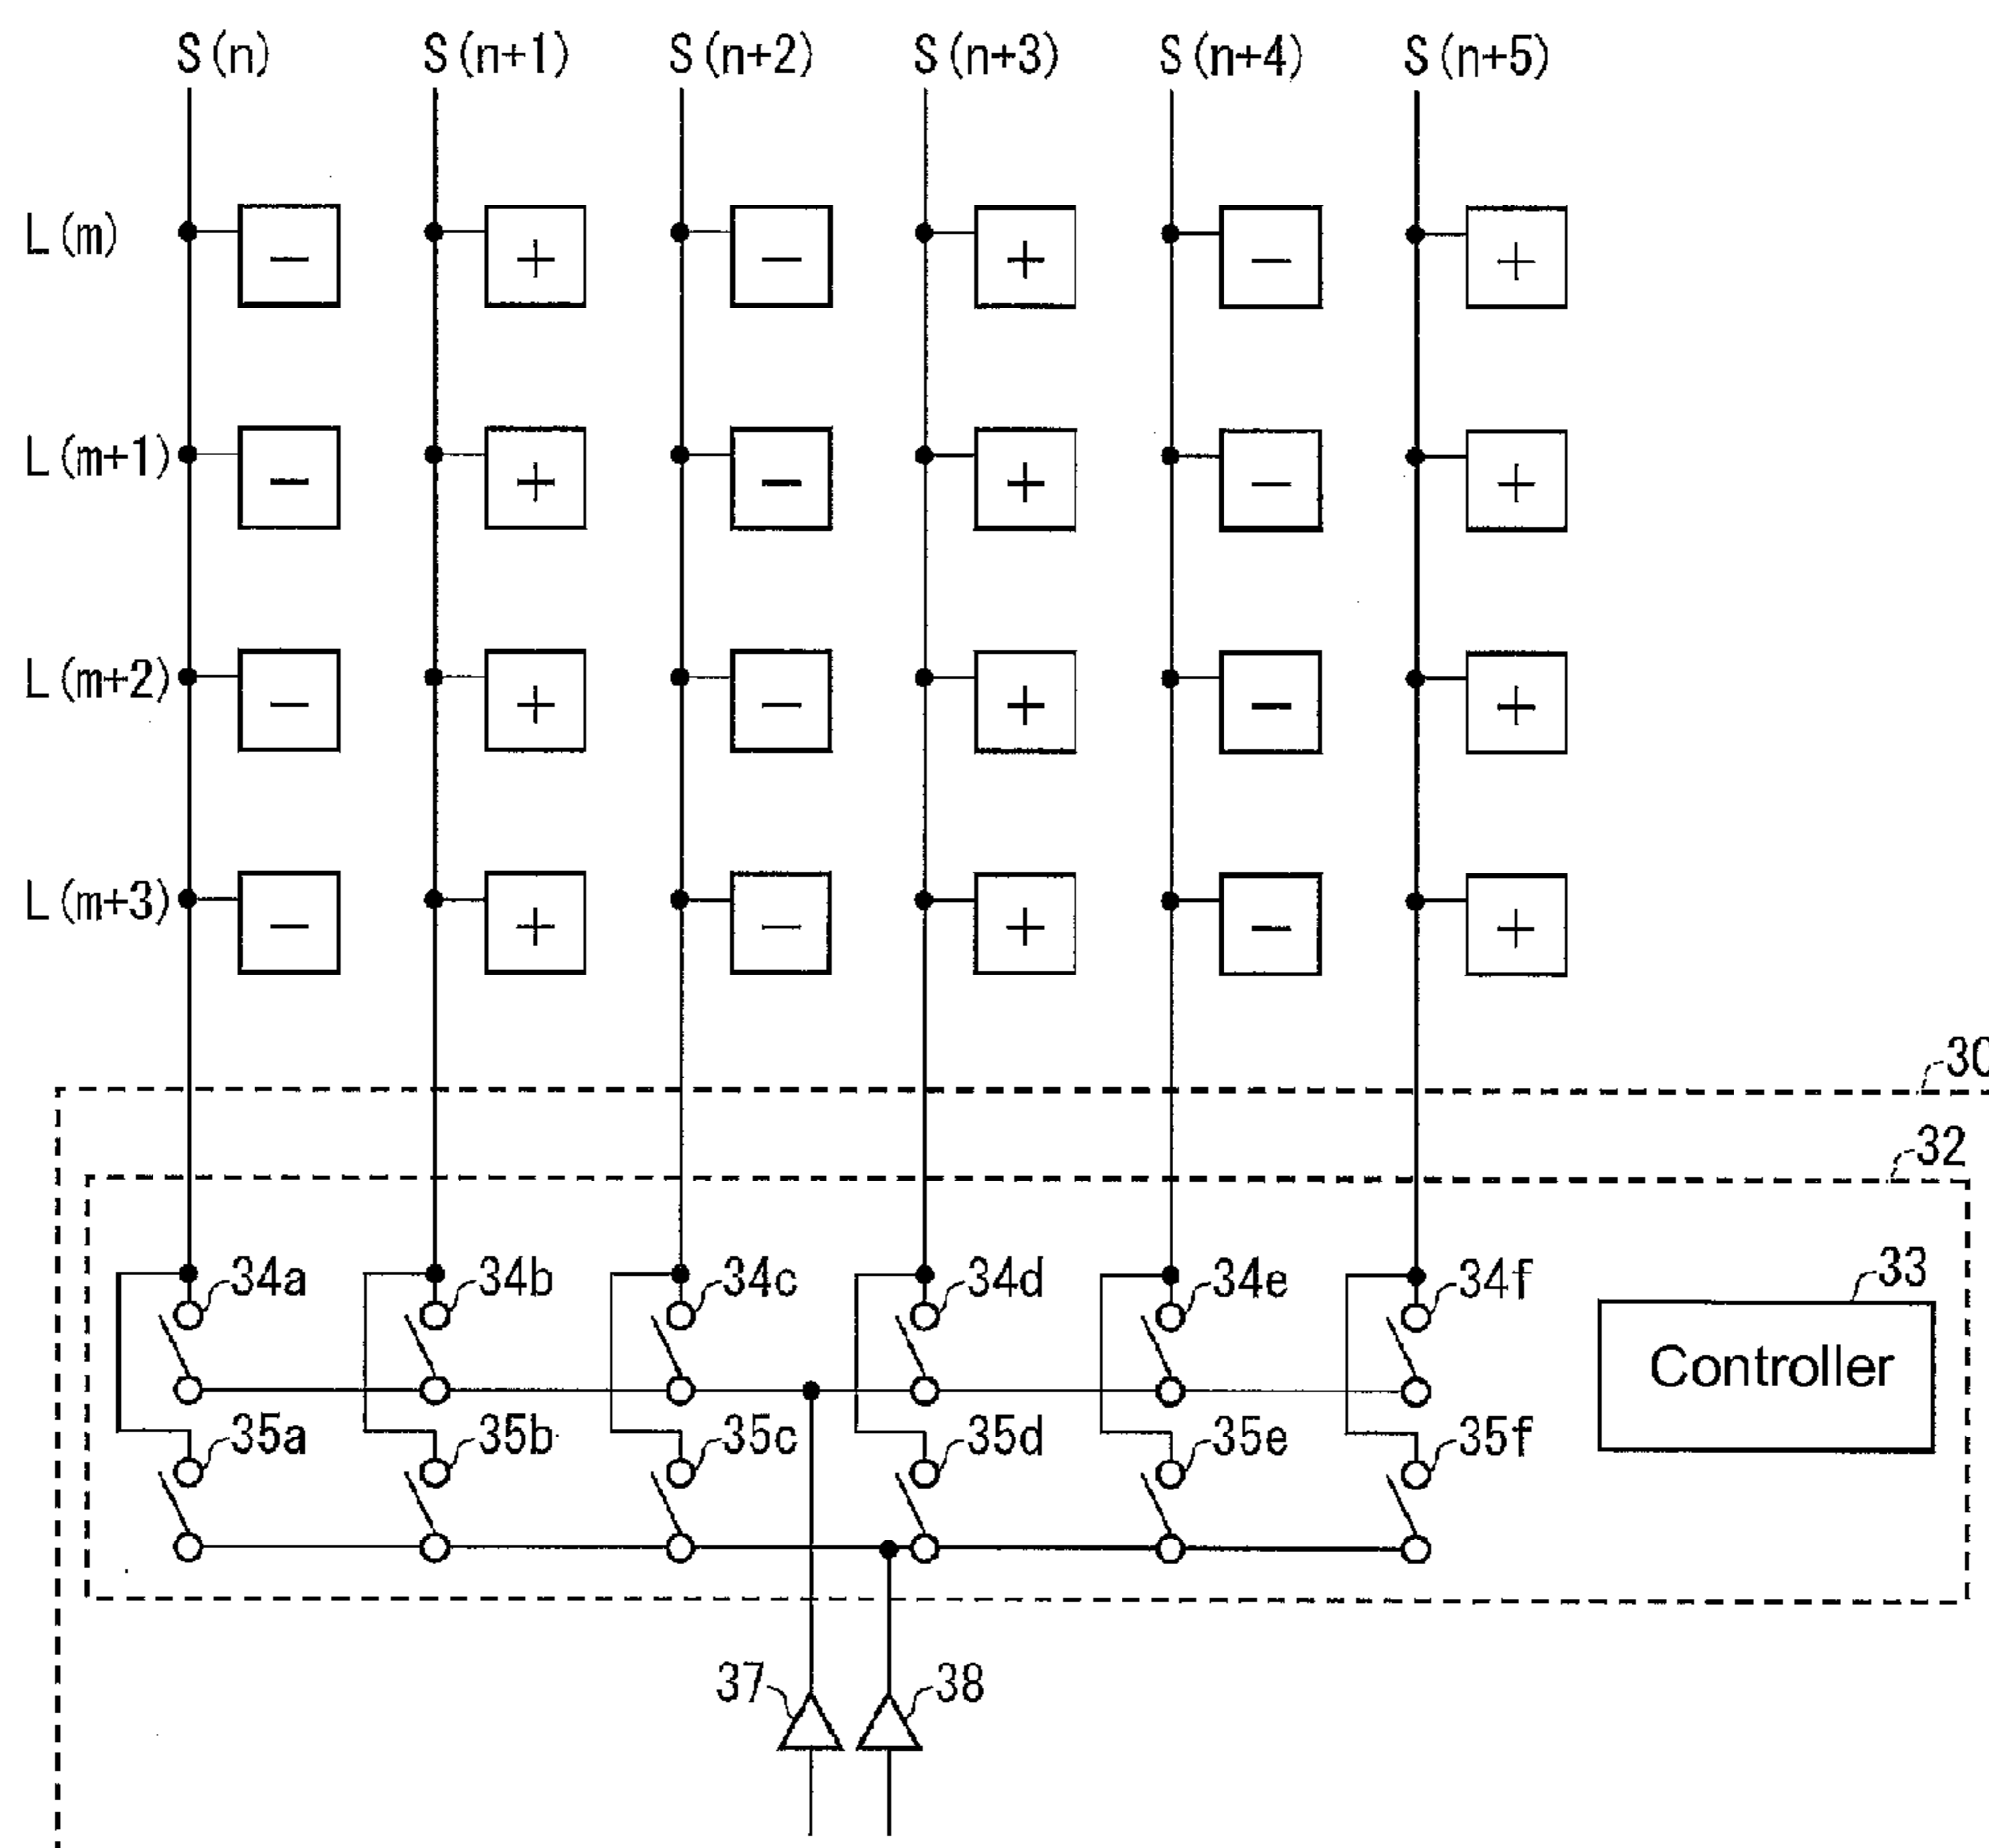 S(n) S(n+1) S(n+2) S(n+3) S(n+4) S(n+5)
L(m) − + − + − +
L(m+1) − + − + − +
L(m+2) − + − + − +
L(m+3) − + − + − +
30
32
34a 34b 34c 34d 34e 34f 33
Controller
35a 35b 35c 35d 35e 35f
37 38